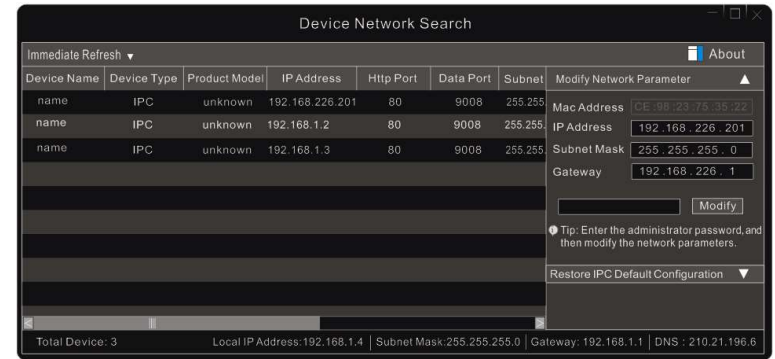 Device Network Search
Immediate Refresh
About
Device Name Device Type Product Model IP Address Http Port Data Port Subnet
name IPC unknown 192.168.226.201 80 9008 255.255
name IPC unknown 192.168.1.2 80 9008 255.255.
name IPC unknown 192.168.1.3 80 9008 255.255.
Modify Network Parameter
Mac Address CE:98:23:75:35:22
IP Address 192.168.226.201
Subnet Mask 255.255.255.0
Gateway 192.168.226.1
Modify
Tip: Enter the administrator password,and
then modify the network parameters.
Restore IPC Default Configuration
Total Device: 3 Local IP Address:192.168.1.4 Subnet Mask:255.255.255.0 Gateway: 192.168.1.1 DNS : 210.21.196.6